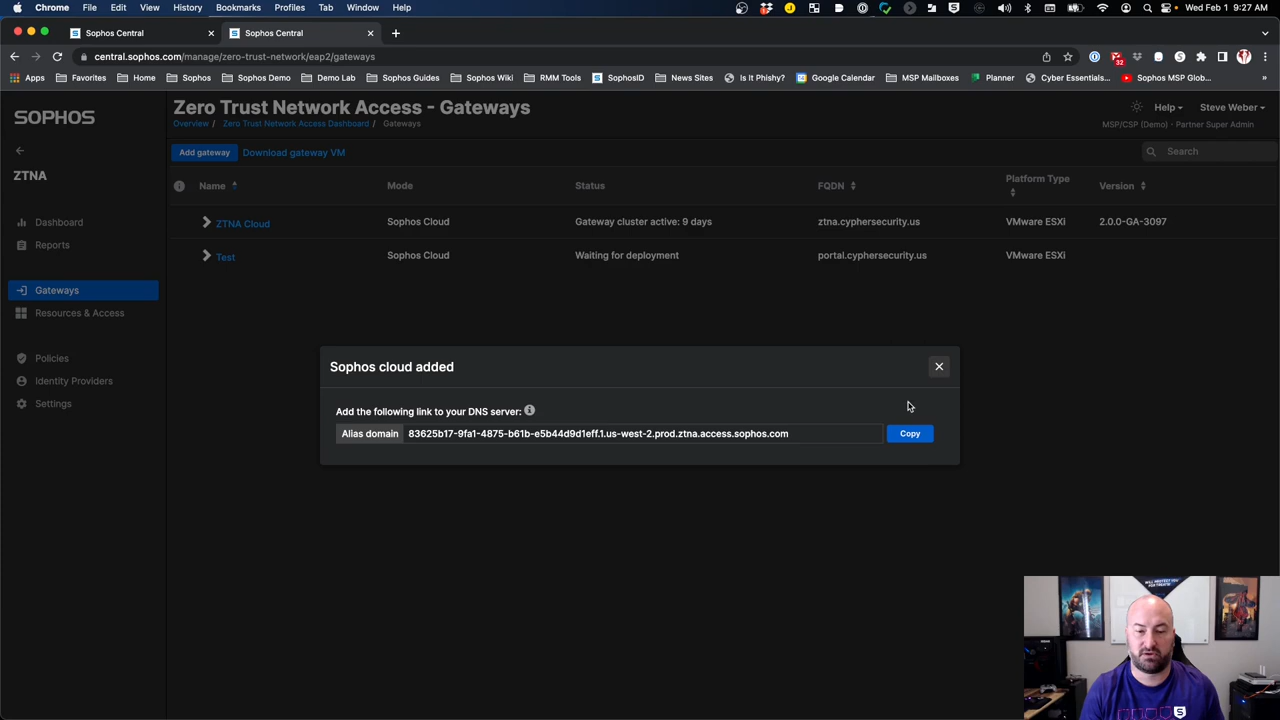 Chrome File Edit View History Bookmarks Profiles Tab Window Help Wed Feb 1 9:27 AM
Sophos Central Sophos Central
central.sophos.com/manage/zero-trust-network/eap2/gateways
Apps Favorites Home Sophos Sophos Demo Demo Lab Sophos Guides Sophos Wiki RMM Tools SophosID News Sites Is It Phishy? Google Calendar MSP Mailboxes Planner Cyber Essentials... Sophos MSP Glob... »
32
SOPHOS
Zero Trust Network Access - Gateways
Help Steve Weber
Overview / Zero Trust Network Access Dashboard / Gateways
MSP/CSP (Demo) - Partner Super Admin
Add gateway Download gateway VM
Search
ZTNA
Dashboard
Reports
Gateways
Resources & Access
Policies
Identity Providers
Settings
Name Mode Status FQDN Platform Type Version
ZTNA Cloud Sophos Cloud Gateway cluster active: 9 days ztna.cyphersecurity.us VMware ESXi 2.0.0-GA-3097
Test Sophos Cloud Waiting for deployment portal.cyphersecurity.us VMware ESXi
Sophos cloud added
Add the following link to your DNS server:
Alias domain 83625b17-9fa1-4875-b61b-e5b44d9d1eff.1.us-west-2.prod.ztna.access.sophos.com Copy